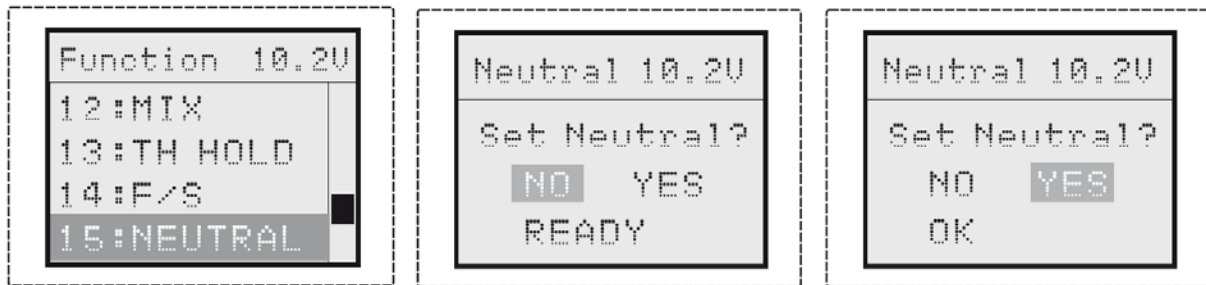 Function 10.2V
12:MIX
13:TH HOLD
14:F/S
15:NEUTRAL
Neutral 10.2V
Set Neutral?
NO YES
READY
Neutral 10.2V
Set Neutral?
NO YES
OK